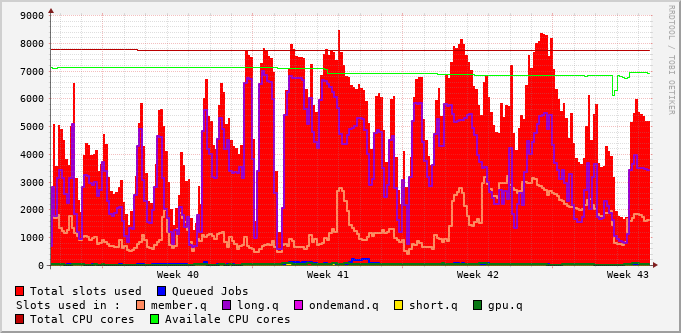 9000
8000
7000
6000
5000
4000
3000
2000
1000
0
Week 40 Week 41 Week 42 Week 43
RRDTOOL / TOBI OETIKER
Total slots used Queued Jobs
Slots used in : member.q long.q ondemand.q short.q gpu.q
Total CPU cores Availale CPU cores